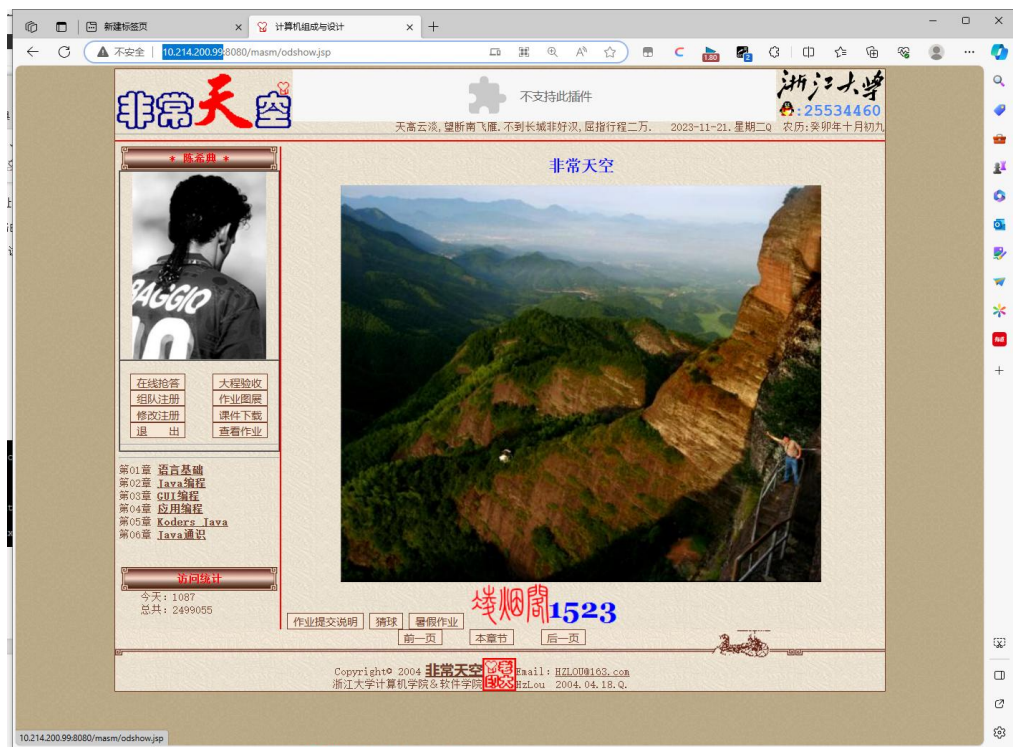 新建标签页
计算机组成与设计
不安全 | 10.214.200.99:8080/masm/odshow.jsp
1.80
2
非常天空
不支持此插件
浙江大学
:25534460
天高云淡,望断南飞雁.不到长城非好汉,屈指行程二万. 2023-11-21.星期二Q 农历:癸卯年十月初九
* 陈希典 *
非常天空
BAGGIO
10
在线抢答 大程验收
组队注册 作业图展
修改注册 课件下载
退 出 查看作业
第01章 语言基础
第02章 Java编程
第03章 GUI编程
第04章 应用编程
第05章 Koders Java
第06章 Java通识
访问统计
今天:1087
总共:2499055
凌烟阁1523
作业提交说明 猜球 暑假作业
前一页 本章节 后一页
Copyright© 2004 非常天空 Email:HZLOU@163.com
浙江大学计算机学院&软件学院 HzLou 2004.04.18.Q.
10.214.200.99:8080/masm/odshow.jsp